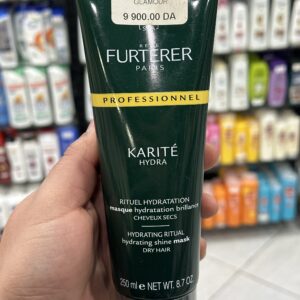 GLAMOUR
9 900.00 DA
RENE
FURTERER
PARIS
PROFESSIONNEL
KARITÉ
HYDRA
RITUEL HYDRATATION
masque hydratation brillance
CHEVEUX SECS
HYDRATING RITUAL
hydrating shine mask
DRY HAIR
250 ml e NET WT. 8.7 OZ.